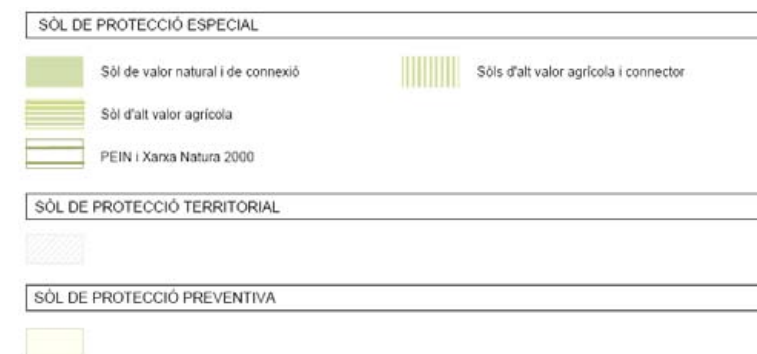 SÒL DE PROTECCIÓ ESPECIAL
Sòl de valor natural i de connexió
Sòls d'alt valor agrícola i connector
Sòl d'alt valor agrícola
PEIN i Xarxa Natura 2000
SÒL DE PROTECCIÓ TERRITORIAL
SÒL DE PROTECCIÓ PREVENTIVA